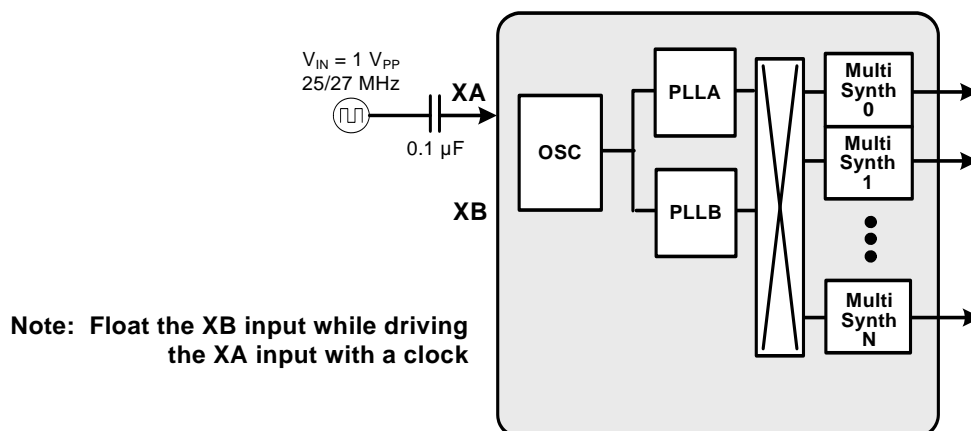 V_IN = 1 V_PP
25/27 MHz
XA
0.1 µF
XB
OSC
PLLA
PLLB
Multi
Synth
0
Multi
Synth
1
Multi
Synth
N
Note: Float the XB input while driving
the XA input with a clock